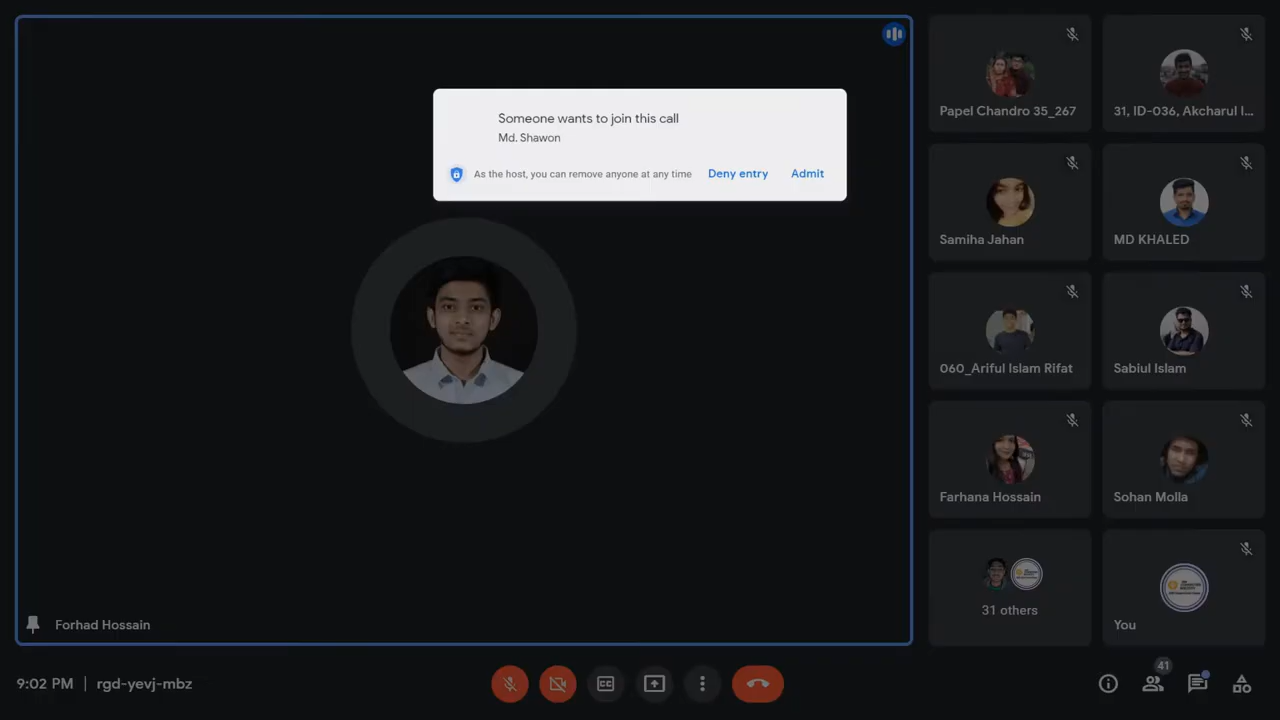 Someone wants to join this call
Md. Shawon
As the host, you can remove anyone at any time
Deny entry
Admit
Forhad Hossain
Papel Chandro 35_267
31, ID-036, Akcharul I...
Samiha Jahan
MD KHALED
060_Ariful Islam Rifat
Sabiul Islam
Farhana Hossain
Sohan Molla
31 others
You
9:02 PM | rgd-yevj-mbz
CC
41